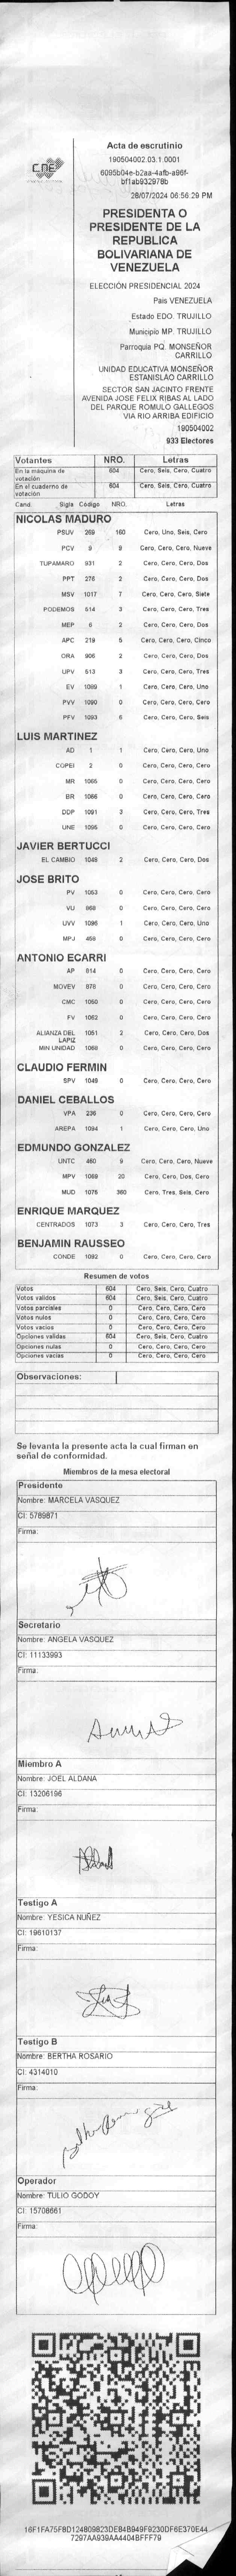 CNE
Acta de escrutinio
190504002.03.1.0001
6095b04e-b2aa-4afb-a96f-
bf1ab932978b
28/07/2024 06:56:29 PM
PRESIDENTA O
PRESIDENTE DE LA
REPUBLICA
BOLIVARIANA DE
VENEZUELA
ELECCIÓN PRESIDENCIAL 2024
Pais VENEZUELA
Estado EDO. TRUJILLO
Municipio MP. TRUJILLO
Parroquia PQ. MONSEÑOR
CARRILLO
UNIDAD EDUCATIVA MONSEÑOR
ESTANISLAO CARRILLO
SECTOR SAN JACINTO FRENTE
AVENIDA JOSE FELIX RIBAS AL LADO
DEL PARQUE ROMULO GALLEGOS
VIA RIO ARRIBA EDIFICIO
190504002
933 Electores
Votantes NRO. Letras
En la maquina de votación 604 Cero, Seis, Cero, Cuatro
En el cuaderno de votación 604 Cero, Seis, Cero, Cuatro
Cand. Sigla Código NRO. Letras
NICOLAS MADURO
PSUV 269 160 Cero, Uno, Seis, Cero
PCV 9 9 Cero, Cero, Cero, Nueve
TUPAMARO 931 2 Cero, Cero, Cero, Dos
PPT 276 2 Cero, Cero, Cero, Dos
MSV 1017 7 Cero, Cero, Cero, Siete
PODEMOS 514 3 Cero, Cero, Cero, Tres
MEP 6 2 Cero, Cero, Cero, Dos
APC 219 5 Cero, Cero, Cero, Cinco
ORA 906 2 Cero, Cero, Cero, Dos
UPV 513 3 Cero, Cero, Cero, Tres
EV 1089 1 Cero, Cero, Cero, Uno
PVV 1090 0 Cero, Cero, Cero, Cero
PFV 1093 6 Cero, Cero, Cero, Seis
LUIS MARTINEZ
AD 1 1 Cero, Cero, Cero, Uno
COPEI 2 0 Cero, Cero, Cero, Cero
MR 1065 0 Cero, Cero, Cero, Cero
BR 1086 0 Cero, Cero, Cero, Cero
DDP 1091 3 Cero, Cero, Cero, Tres
UNE 1095 0 Cero, Cero, Cero, Cero
JAVIER BERTUCCI
EL CAMBIO 1048 2 Cero, Cero, Cero, Dos
JOSE BRITO
PV 1053 0 Cero, Cero, Cero, Cero
VU 868 0 Cero, Cero, Cero, Cero
UVV 1096 1 Cero, Cero, Cero, Uno
MPJ 458 0 Cero, Cero, Cero, Cero
ANTONIO ECARRI
AP 814 0 Cero, Cero, Cero, Cero
MOVEV 878 0 Cero, Cero, Cero, Cero
CMC 1050 0 Cero, Cero, Cero, Cero
FV 1052 0 Cero, Cero, Cero, Cero
ALIANZA DEL LAPIZ 1051 2 Cero, Cero, Cero, Dos
MIN UNIDAD 1068 0 Cero, Cero, Cero, Cero
CLAUDIO FERMIN
SPV 1049 0 Cero, Cero, Cero, Cero
DANIEL CEBALLOS
VPA 236 0 Cero, Cero, Cero, Cero
AREPA 1094 1 Cero, Cero, Cero, Uno
EDMUNDO GONZALEZ
UNTC 460 9 Cero, Cero, Cero, Nueve
MPV 1069 20 Cero, Cero, Dos, Cero
MUD 1075 360 Cero, Tres, Seis, Cero
ENRIQUE MARQUEZ
CENTRADOS 1073 3 Cero, Cero, Cero, Tres
BENJAMIN RAUSSEO
CONDE 1092 0 Cero, Cero, Cero, Cero
Resumen de votos
Votos 604 Cero, Seis, Cero, Cuatro
Votos validos 604 Cero, Seis, Cero, Cuatro
Votos parciales 0 Cero, Cero, Cero, Cero
Votos nulos 0 Cero, Cero, Cero, Cero
Votos vacios 0 Cero, Cero, Cero, Cero
Opciones validas 604 Cero, Seis, Cero, Cuatro
Opciones nulas 0 Cero, Cero, Cero, Cero
Opciones vacias 0 Cero, Cero, Cero, Cero
Observaciones:
Se levanta la presente acta la cual firman en
señal de conformidad.
Miembros de la mesa electoral
Presidente
Nombre: MARCELA VASQUEZ
CI: 5789871
Firma:
Secretario
Nombre: ANGELA VASQUEZ
CI: 11133993
Firma:
Miembro A
Nombre: JOEL ALDANA
CI: 13206196
Firma:
Testigo A
Nombre: YESICA NUÑEZ
CI: 19610137
Firma:
Testigo B
Nombre: BERTHA ROSARIO
CI: 4314010
Firma:
Operador
Nombre: TULIO GODOY
CI: 15708661
Firma:
16F1FA75F8D124809823DE84B949F9230DF6E370E44
7297AA939AA4404BFFF79